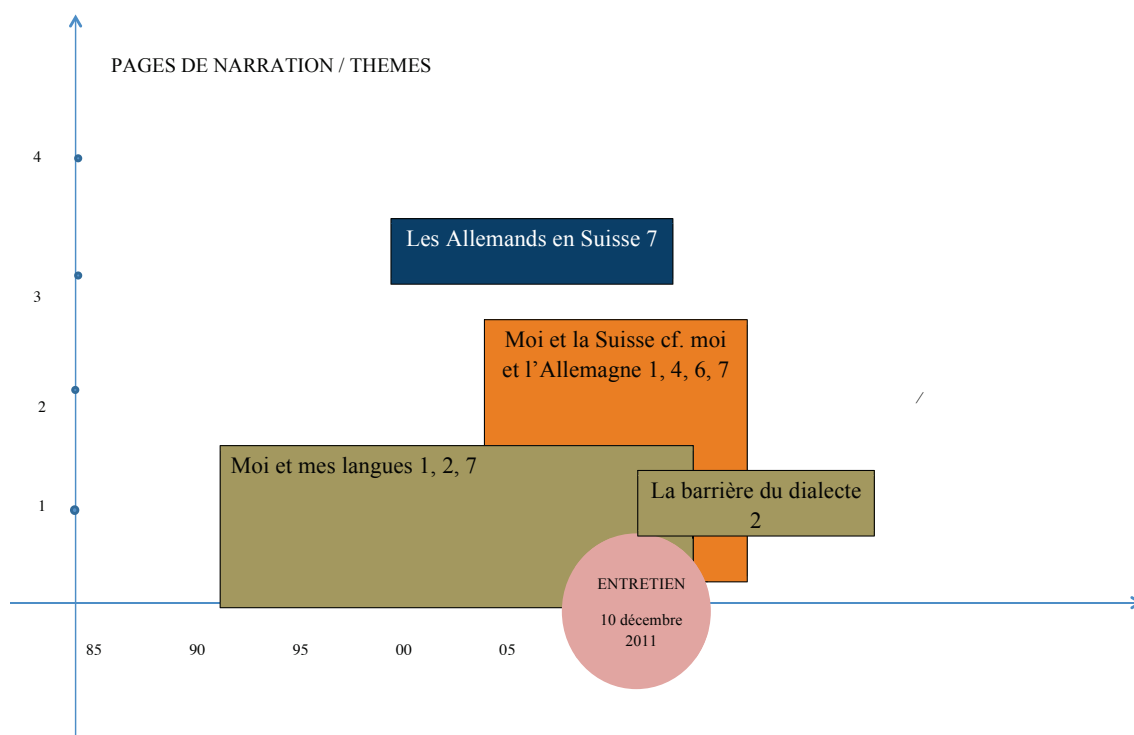 PAGES DE NARRATION / THEMES
4
Les Allemands en Suisse 7
3
Moi et la Suisse cf. moi
et l’Allemagne 1, 4, 6, 7
2
/
Moi et mes langues 1, 2, 7
La barrière du dialecte
2
1
ENTRETIEN
10 décembre
2011
85 90 95 00 05